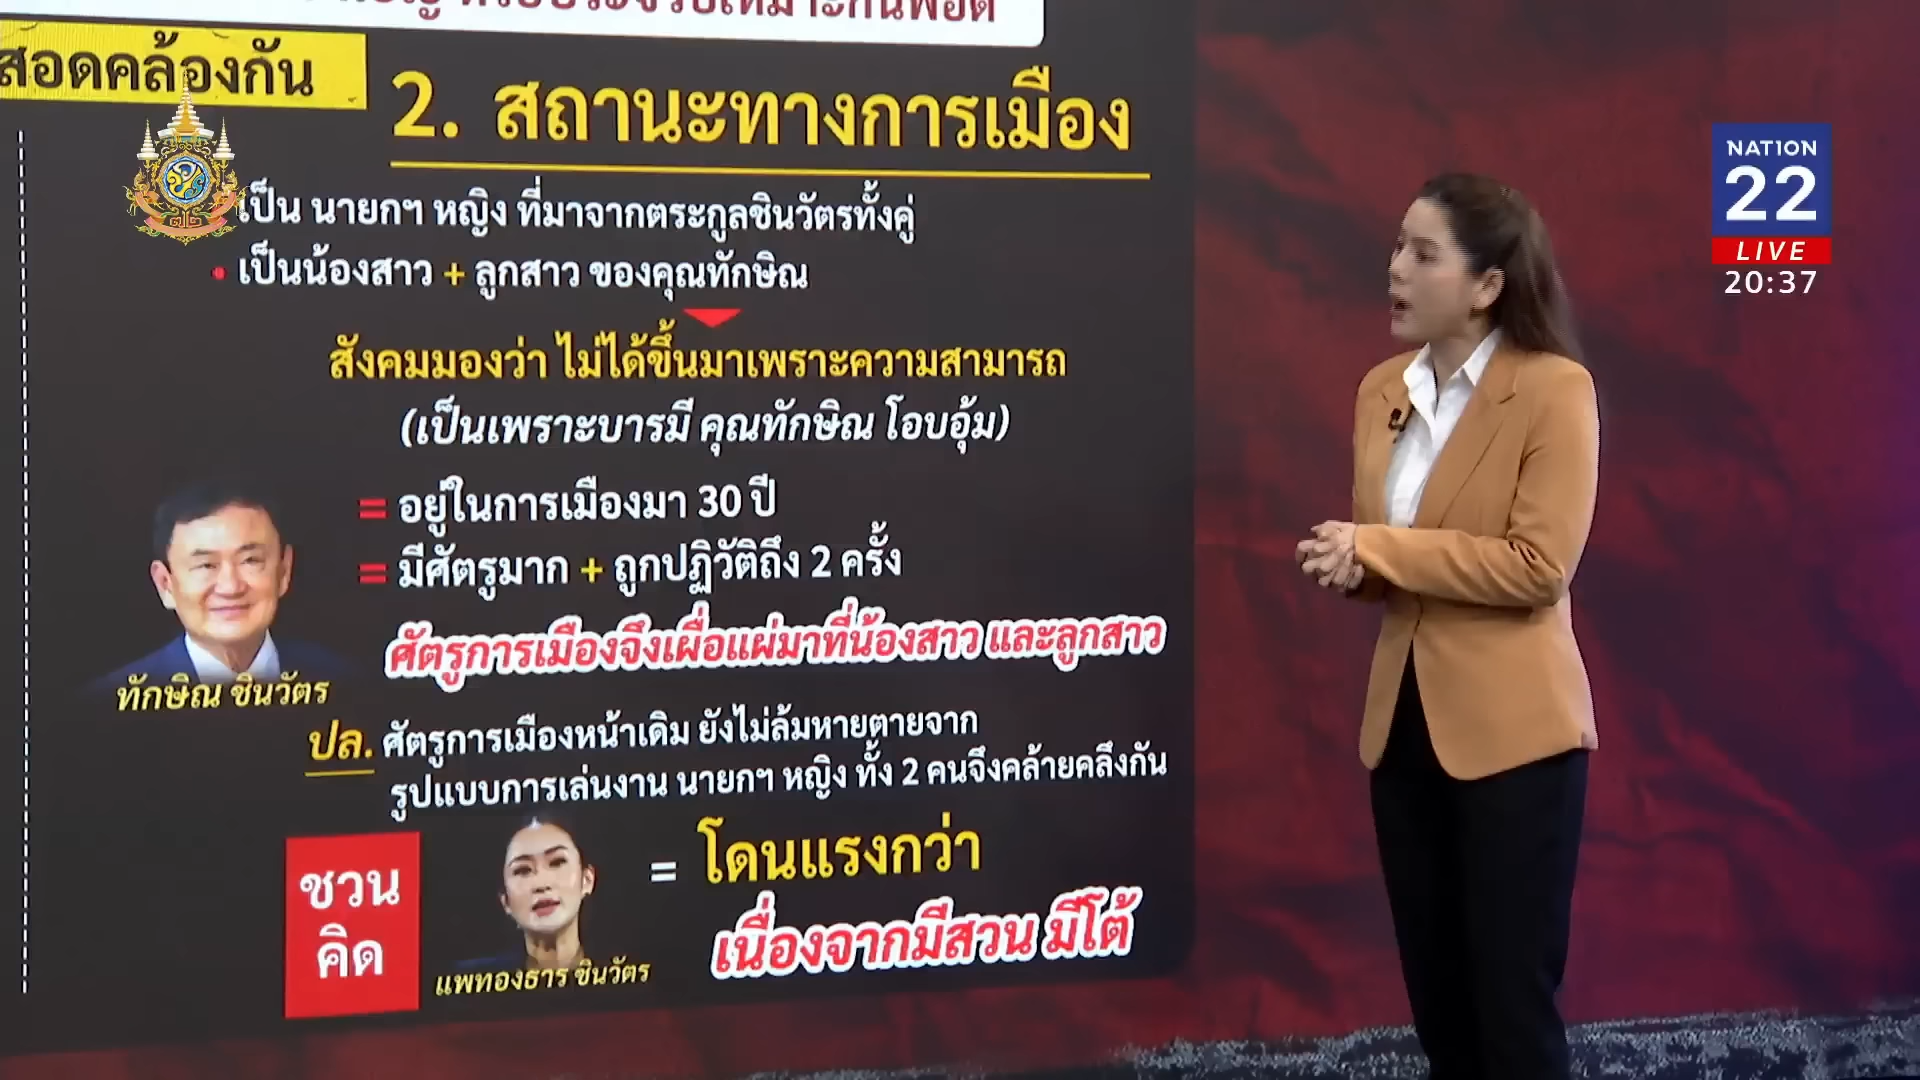 สอดคล้องกัน
2. สถานะทางการเมือง
เป็น นายกฯ หญิง ที่มาจากตระกูลชินวัตรทั้งคู่
• เป็นน้องสาว + ลูกสาว ของคุณทักษิณ
สังคมมองว่า ไม่ได้ขึ้นมาเพราะความสามารถ
(เป็นเพราะบารมี คุณทักษิณ โอบอุ้ม)
= อยู่ในการเมืองมา 30 ปี
= มีศัตรูมาก + ถูกปฏิวัติถึง 2 ครั้ง
ศัตรูการเมืองจึงเผื่อแผ่มาที่น้องสาว และลูกสาว
ทักษิณ ชินวัตร
ปล. ศัตรูการเมืองหน้าเดิม ยังไม่ล้มหายตายจาก
รูปแบบการเล่นงาน นายกฯ หญิง ทั้ง 2 คนจึงคล้ายคลึงกัน
ชวน
คิด
แพทองธาร ชินวัตร
= โดนแรงกว่า
เนื่องจากมีสวน มีโต้
NATION
22
LIVE
20:37